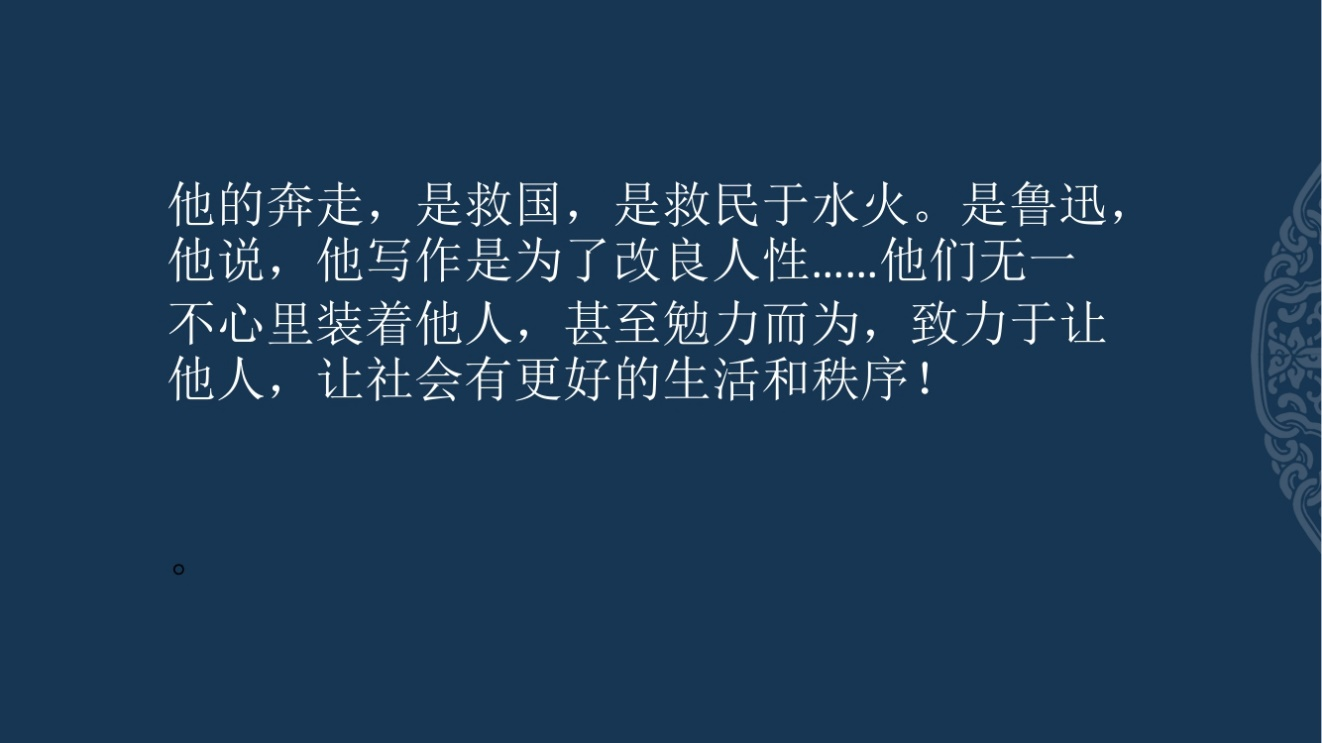 他的奔走，是救国，是救民于水火。是鲁迅，
他说，他写作是为了改良人性......他们无一
不心里装着他人，甚至勉力而为，致力于让
他人，让社会有更好的生活和秩序！
。